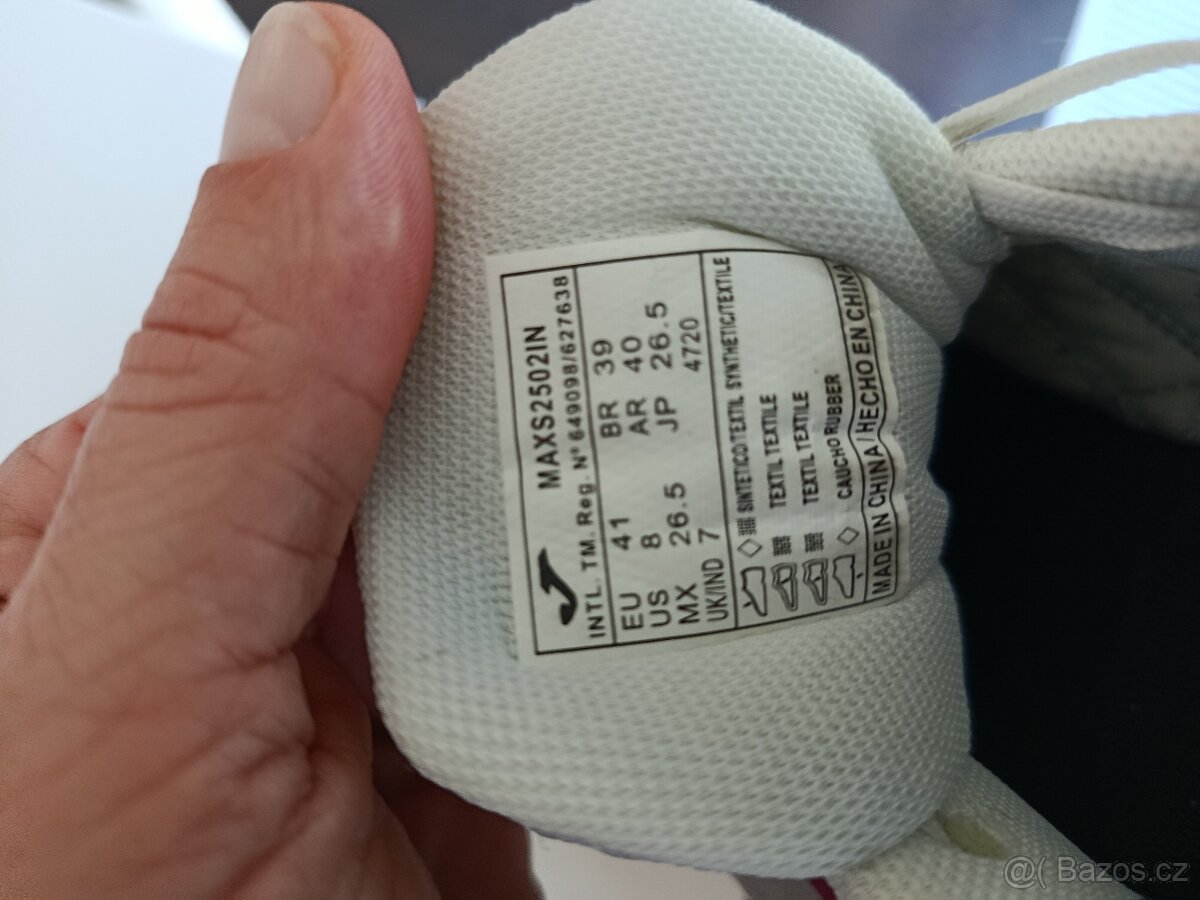 MAXS2502IN
INTL. TM. Reg. Nº 649098/627638
EU 41 BR 39
US 8 AR 40
MX 26.5 JP 26.5
UK/IND 7 4720
SINTETICO/TEXTIL SYNTHETIC/TEXTILE
TEXTIL TEXTILE
TEXTIL TEXTILE
CAUCHO RUBBER
MADE IN CHINA / HECHO EN CHINA
@( Bazos.cz